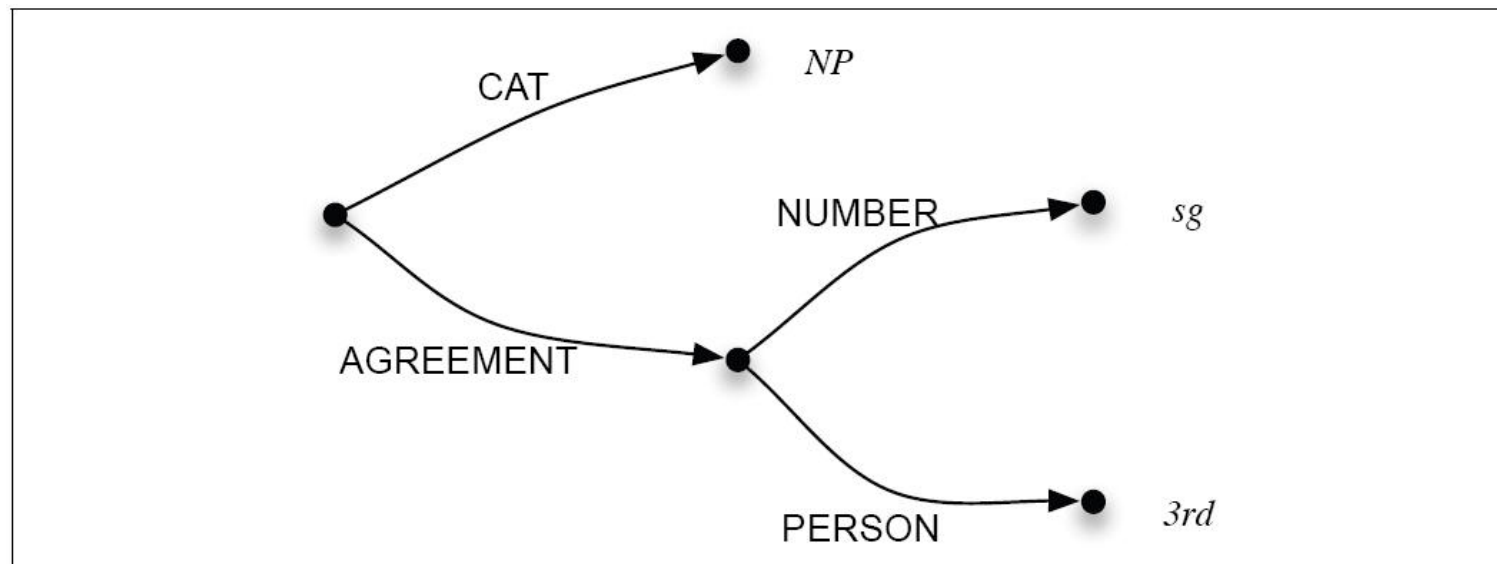 CAT
NP
NUMBER
sg
AGREEMENT
PERSON
3rd